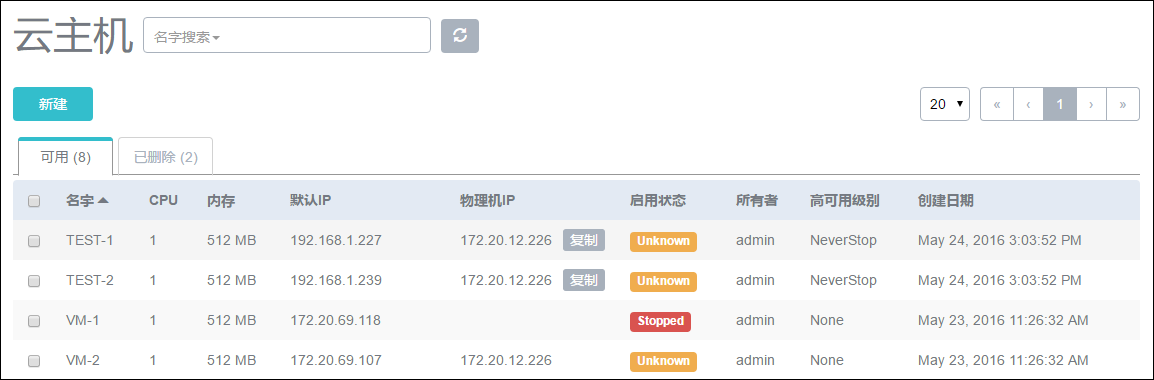 云主机 名字搜索
新建 20 « ‹ 1 › »
可用 (8) 已删除 (2)
名字 CPU 内存 默认IP 物理机IP 启用状态 所有者 高可用级别 创建日期
TEST-1 1 512 MB 192.168.1.227 172.20.12.226 复制 Unknown admin NeverStop May 24, 2016 3:03:52 PM
TEST-2 1 512 MB 192.168.1.239 172.20.12.226 复制 Unknown admin NeverStop May 24, 2016 3:03:52 PM
VM-1 1 512 MB 172.20.69.118 Stopped admin None May 23, 2016 11:26:32 AM
VM-2 1 512 MB 172.20.69.107 172.20.12.226 Unknown admin None May 23, 2016 11:26:32 AM